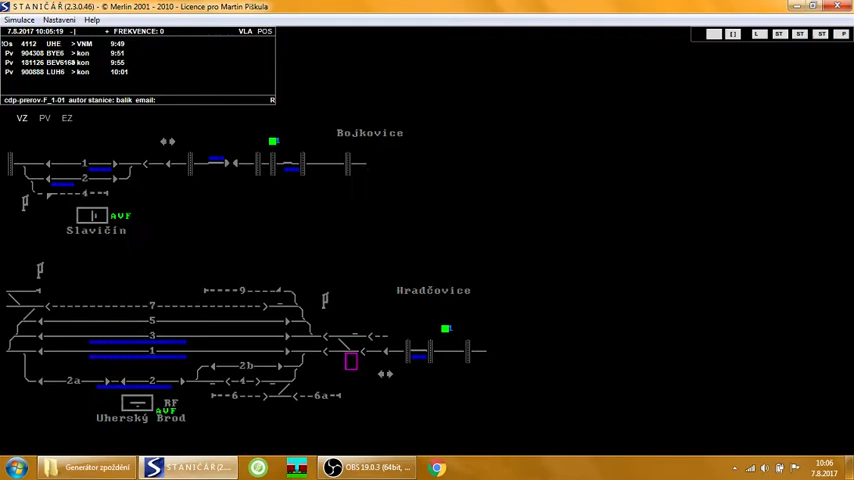 S T A N I Č Á Ř (2.3.0.46) - © Merlin 2001 - 2010 - Licence pro Martin Piškula
Simulace Nastavení Help
7.8.2017 10:05:19 -| FREKVENCE: 0 VLA POS
!Os 4112 UHE > VNM 9:49
Pv 904308 BYE6 > kon 9:51
Pv 181126 BEV6163 > kon 9:55
Pv 900888 LUH6 > kon 10:01
cdp-prerov-F_1-01 autor stanice: balik email: R
L ST ST ST P
VZ PV EZ
Bojkovice
1
2
4
P
AVF
Slavičín
P
Hradčovice
9
P
7
5
3
1
2b
2a 2 4
RF 6 6a
AVF
Uherský Brod
Generátor zpoždění
S T A N I Č Á Ř (2....
OBS 19.0.3 (64bit, ...
10:06
7.8.2017